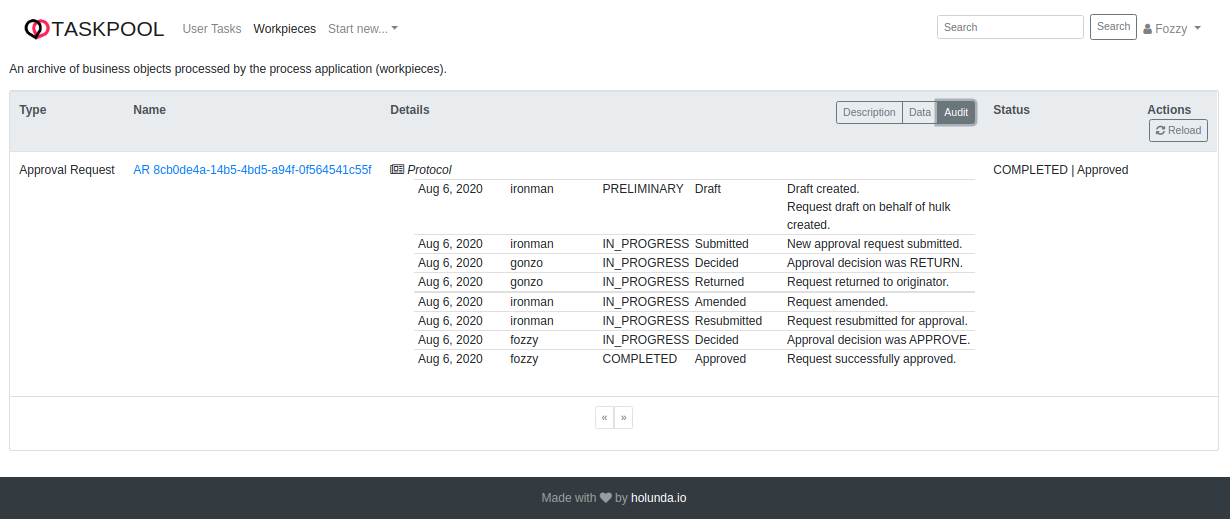 TASKPOOL User Tasks Workpieces Start new... Search Search Fozzy
An archive of business objects processed by the process application (workpieces).
Type Name Details Description Data Audit Status Actions
Reload
Approval Request AR 8cb0de4a-14b5-4bd5-a94f-0f564541c55f Protocol COMPLETED | Approved
Aug 6, 2020 ironman PRELIMINARY Draft Draft created.
Request draft on behalf of hulk
created.
Aug 6, 2020 ironman IN_PROGRESS Submitted New approval request submitted.
Aug 6, 2020 gonzo IN_PROGRESS Decided Approval decision was RETURN.
Aug 6, 2020 gonzo IN_PROGRESS Returned Request returned to originator.
Aug 6, 2020 ironman IN_PROGRESS Amended Request amended.
Aug 6, 2020 ironman IN_PROGRESS Resubmitted Request resubmitted for approval.
Aug 6, 2020 fozzy IN_PROGRESS Decided Approval decision was APPROVE.
Aug 6, 2020 fozzy COMPLETED Approved Request successfully approved.
« »
Made with ♥ by holunda.io